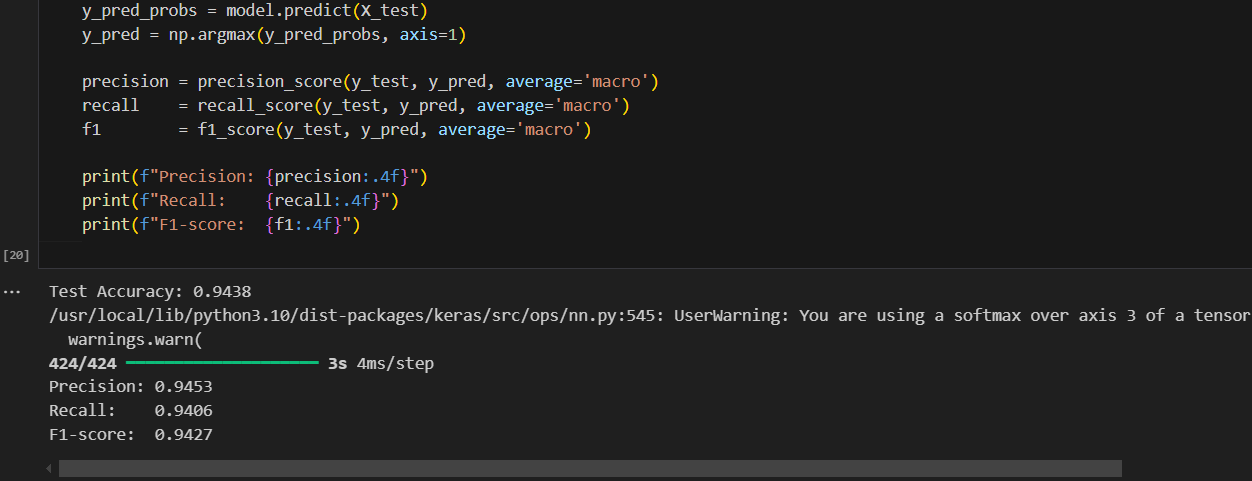 y_pred_probs = model.predict(X_test)
y_pred = np.argmax(y_pred_probs, axis=1)
precision = precision_score(y_test, y_pred, average='macro')
recall    = recall_score(y_test, y_pred, average='macro')
f1        = f1_score(y_test, y_pred, average='macro')
print(f"Precision: {precision:.4f}")
print(f"Recall:    {recall:.4f}")
print(f"F1-score:  {f1:.4f}")
[20]
...
Test Accuracy: 0.9438
/usr/local/lib/python3.10/dist-packages/keras/src/ops/nn.py:545: UserWarning: You are using a softmax over axis 3 of a tensor
  warnings.warn(
424/424 3s 4ms/step
Precision: 0.9453
Recall:    0.9406
F1-score:  0.9427